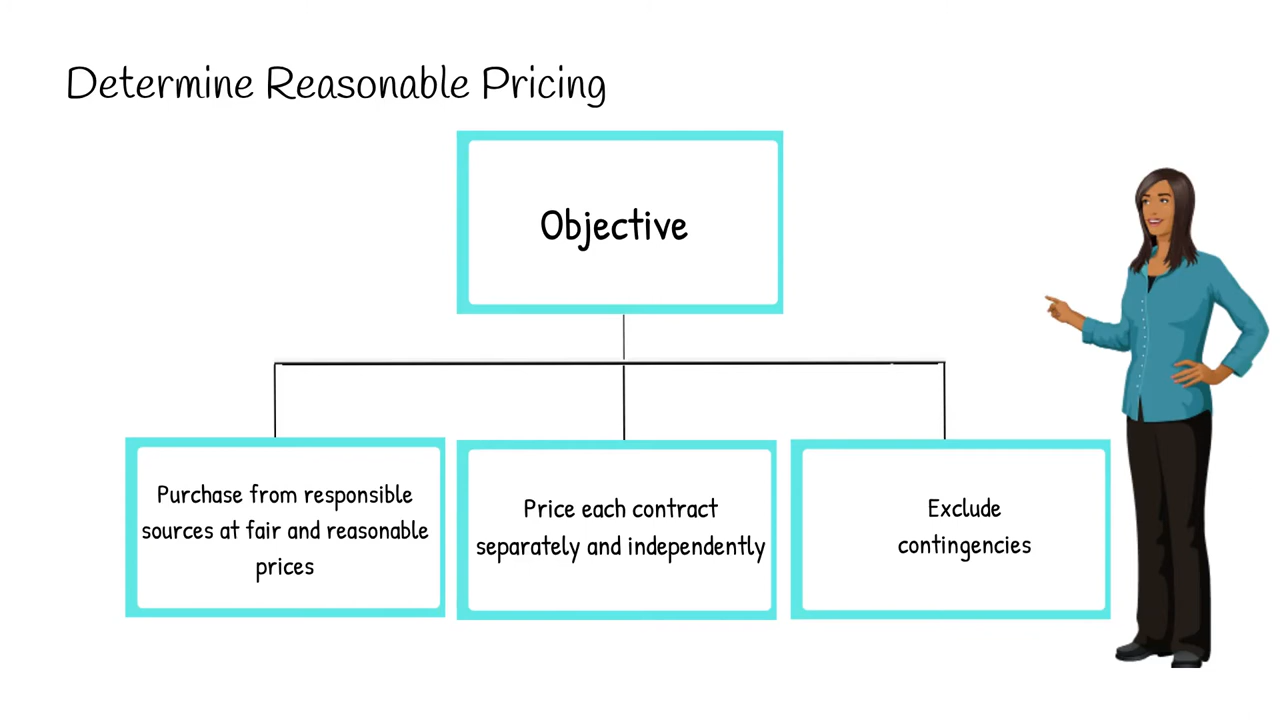 Determine Reasonable Pricing
Objective
Purchase from responsible
sources at fair and reasonable
prices
Price each contract
separately and independently
Exclude
contingencies